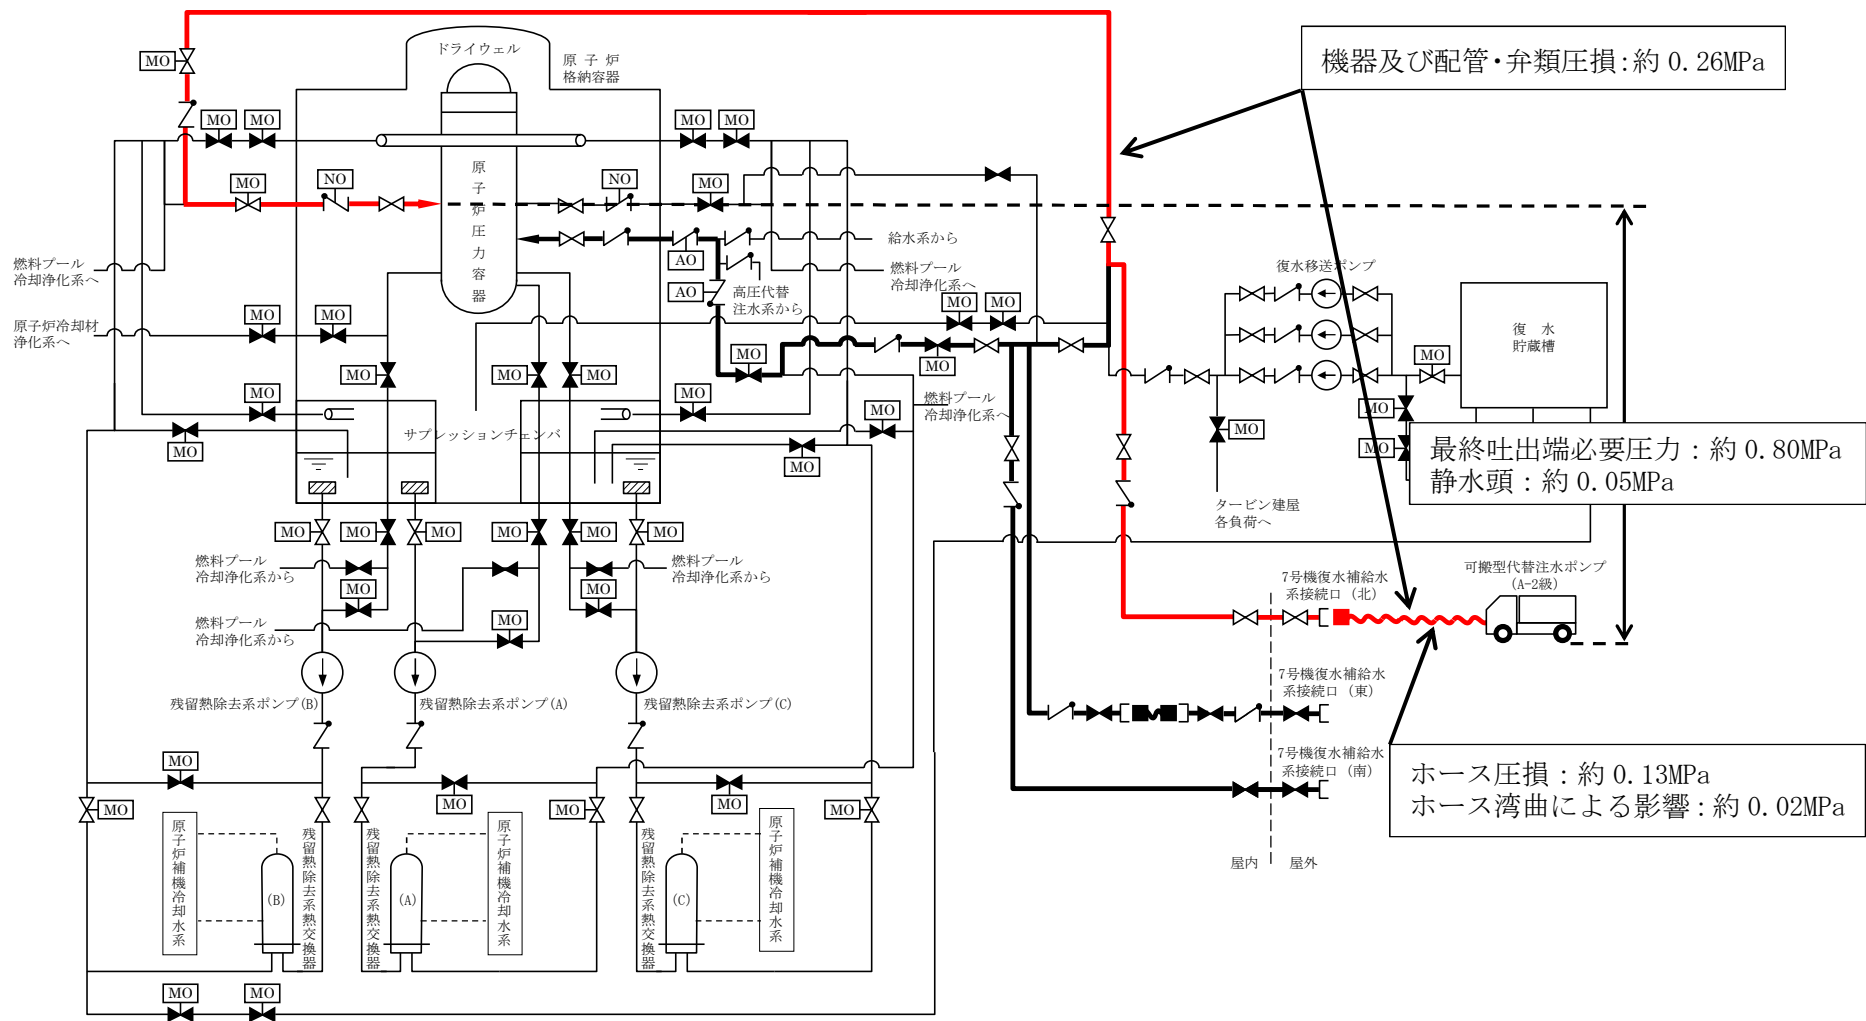 ドライウェル
原 子 炉
格納容器
機器及び配管・弁類圧損:約 0.26MPa
MO
MO
MO
MO
MO
原子炉圧力容器
MO
NO
NO
MO
給水系から
AO
燃料プール
冷却浄化系へ
燃料プール
冷却浄化系へ
復水移送ポンプ
AO
高圧代替
注水系から
MO
MO
原子炉冷却材
浄化系へ
MO
MO
復 水
貯蔵槽
MO
MO
MO
MO
MO
MO
燃料プール
冷却浄化系へ
MO
MO
MO
MO
サプレッションチェンバ
MO
MO
MO
MO
最終吐出端必要圧力:約 0.80MPa
静水頭:約 0.05MPa
タービン建屋
各負荷へ
MO
MO
MO
MO
MO
MO
燃料プール
冷却浄化系から
燃料プール
冷却浄化系から
MO
MO
MO
燃料プール
冷却浄化系から
7号機復水補給水
系接続口(北)
可搬型代替注水ポンプ
(A-2級)
残留熱除去系ポンプ(B)
残留熱除去系ポンプ(A)
残留熱除去系ポンプ(C)
7号機復水補給水
系接続口(東)
7号機復水補給水
系接続口(南)
ホース圧損:約 0.13MPa
ホース湾曲による影響:約 0.02MPa
MO
MO
MO
MO
MO
MO
原子炉補機冷却水系
(B)
残留熱除去系熱交換器
残留熱除去系熱交換器
(A)
原子炉補機冷却水系
残留熱除去系熱交換器
(C)
原子炉補機冷却水系
屋内
屋外
MO
MO